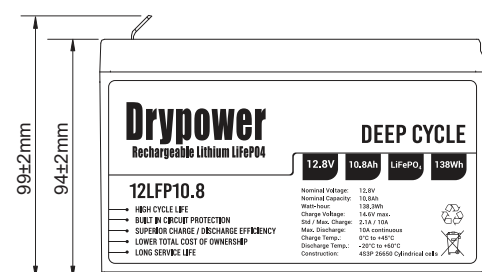 99±2mm
94±2mm
Drypower
Rechargeable Lithium LiFePO4
DEEP CYCLE
12.8V 10.8Ah LiFePO₄ 138Wh
12LFP10.8
HIGH CYCLE LIFE
BUILT IN CIRCUIT PROTECTION
SUPERIOR CHARGE / DISCHARGE EFFICIENCY
LOWER TOTAL COST OF OWNERSHIP
LONG SERVICE LIFE
Nominal Voltage: 12,8V
Nominal Capacity: 10,8Ah
Watt-hour: 138,3Wh
Charge Voltage: 14.6V max.
Std / Max. Charge: 2.1A / 10A
Max. Discharge: 10A continuous
Charge Temp.: 0°C to +45°C
Discharge Temp.: -20°C to +60°C
Construction: 4S3P 26650 Cylindrical cells